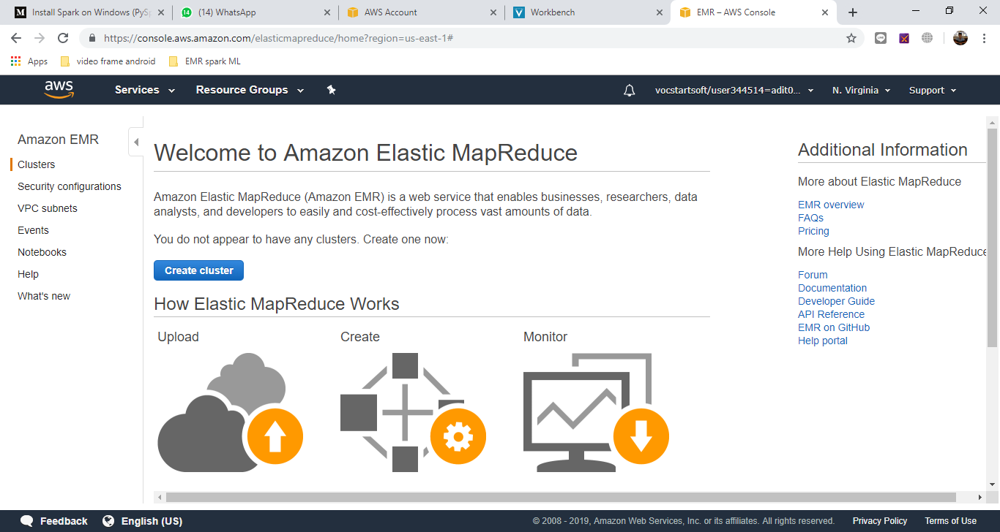 M Install Spark on Windows (PySp
14 (14) WhatsApp
AWS Account
V Workbench
EMR – AWS Console
https://console.aws.amazon.com/elasticmapreduce/home?region=us-east-1#
Apps video frame android EMR spark ML
aws Services Resource Groups vocstartsoft/user344514=adit0... N. Virginia Support
Amazon EMR
Clusters
Security configurations
VPC subnets
Events
Notebooks
Help
What's new
Welcome to Amazon Elastic MapReduce
Amazon Elastic MapReduce (Amazon EMR) is a web service that enables businesses, researchers, data
analysts, and developers to easily and cost-effectively process vast amounts of data.
You do not appear to have any clusters. Create one now:
Create cluster
How Elastic MapReduce Works
Upload Create Monitor
Additional Information
More about Elastic MapReduce
EMR overview
FAQs
Pricing
More Help Using Elastic MapReduce
Forum
Documentation
Developer Guide
API Reference
EMR on GitHub
Help portal
Feedback English (US) © 2008 - 2019, Amazon Web Services, Inc. or its affiliates. All rights reserved. Privacy Policy Terms of Use